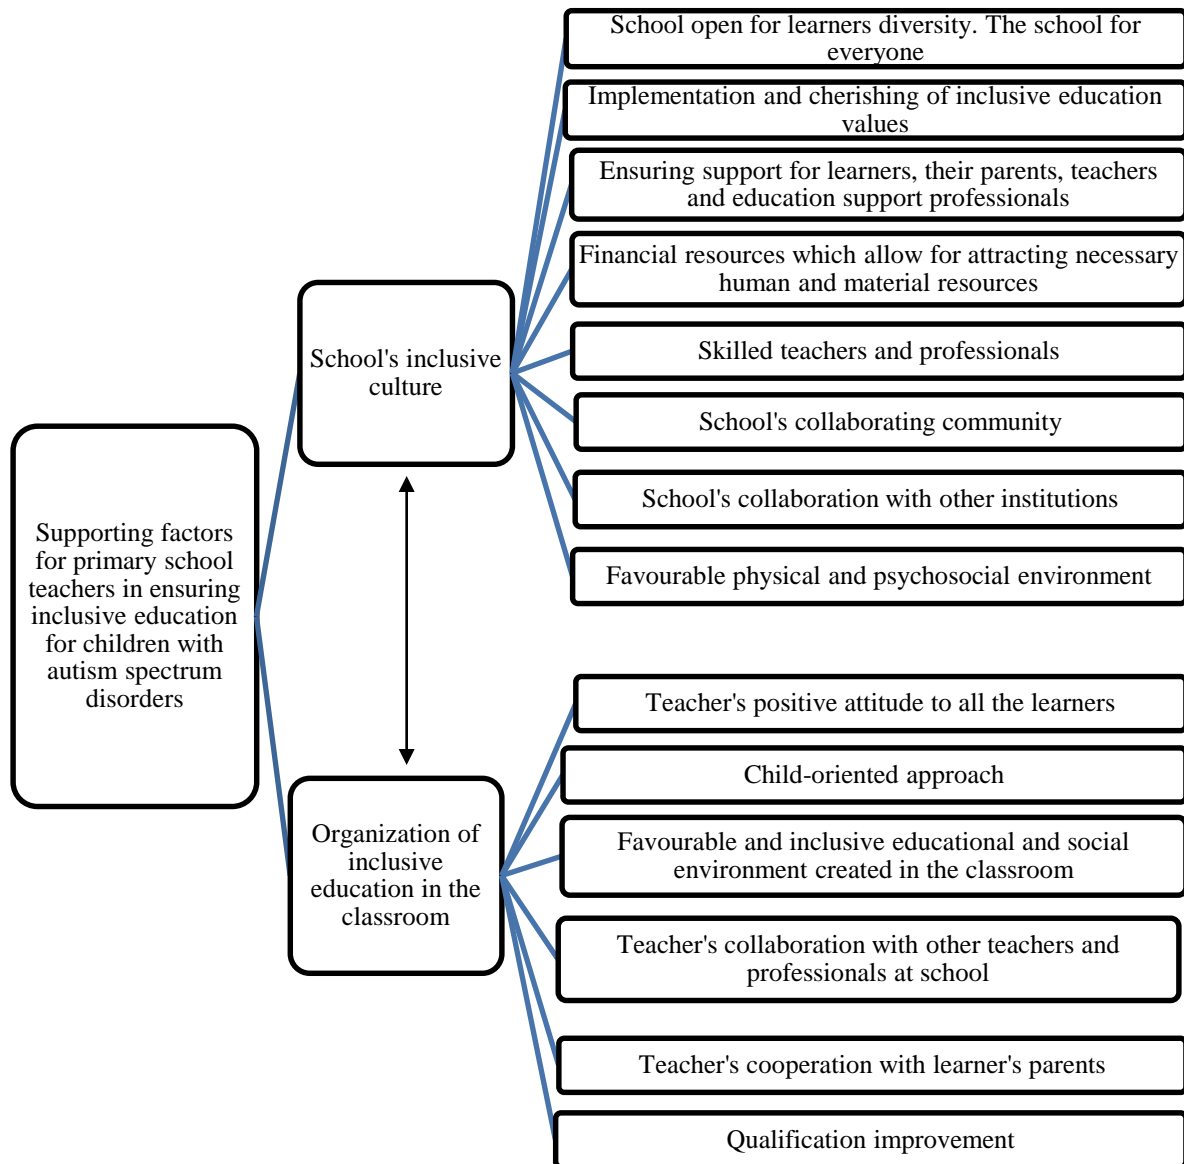 School open for learners diversity. The school for
everyone
Implementation and cherishing of inclusive education
values
Ensuring support for learners, their parents, teachers
and education support professionals
Financial resources which allow for attracting necessary
human and material resources
School's inclusive
culture
Skilled teachers and professionals
School's collaborating community
School's collaboration with other institutions
Favourable physical and psychosocial environment
Supporting factors
for primary school
teachers in ensuring
inclusive education
for children with
autism spectrum
disorders
Teacher's positive attitude to all the learners
Child-oriented approach
Organization of
inclusive
education in the
classroom
Favourable and inclusive educational and social
environment created in the classroom
Teacher's collaboration with other teachers and
professionals at school
Teacher's cooperation with learner's parents
Qualification improvement